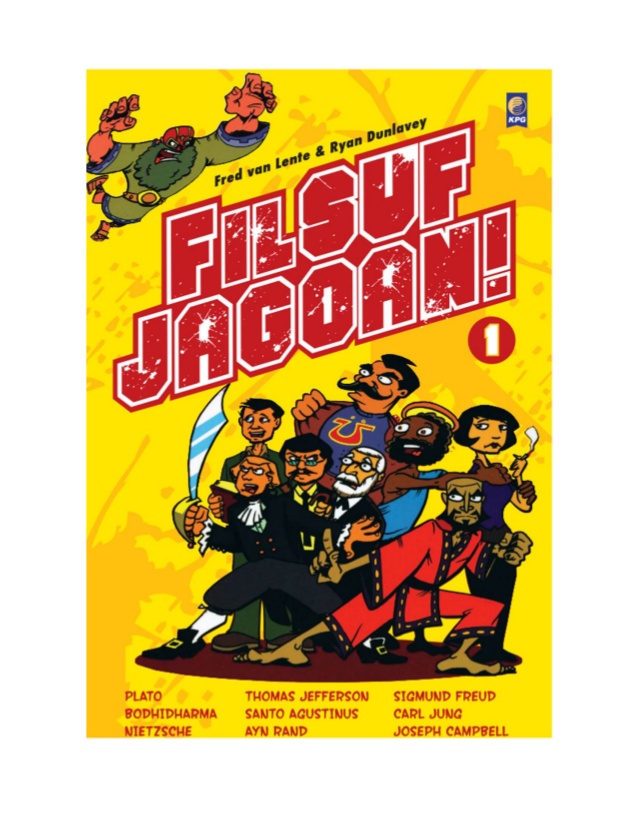 KPG
Fred van Lente & Ryan Dunlavey
FILSUF
JAGOAN!
1
Ü
PLATO
THOMAS JEFFERSON
SIGMUND FREUD
BODHIDHARMA
SANTO AGUSTINUS
CARL JUNG
NIETZSCHE
AYN RAND
JOSEPH CAMPBELL